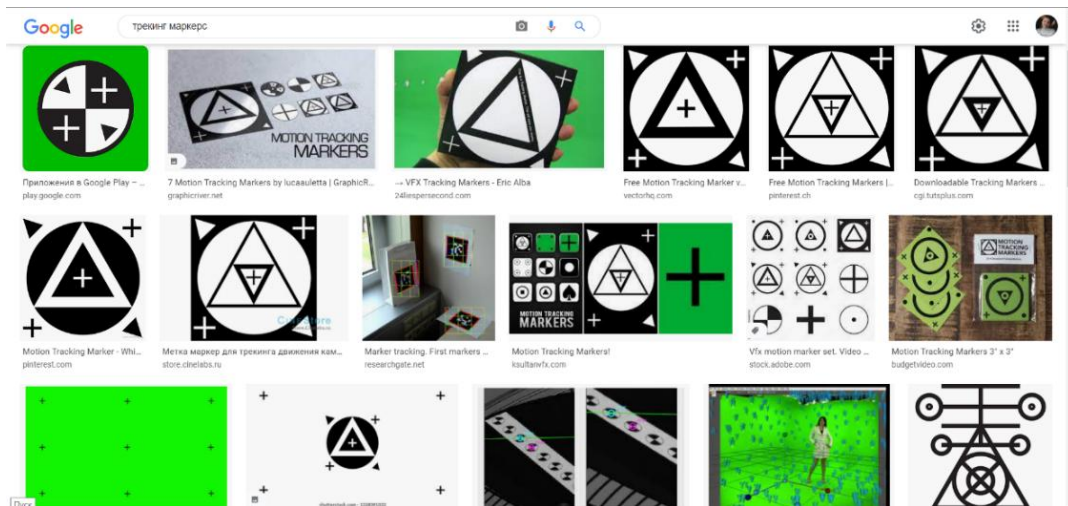 Google
трекинг маркерс
MOTION TRACKING
MARKERS
Приложения в Google Play – ...
play.google.com
7 Motion Tracking Markers by lucaauletta | GraphicR...
graphicriver.net
→ VFX Tracking Markers - Eric Alba
24liespersecond.com
Free Motion Tracking Marker v...
vectorhq.com
Free Motion Tracking Markers |...
pinterest.ch
Downloadable Tracking Markers ...
cgi.tutsplus.com
MOTION TRACKING
MARKERS
MOTION
TRACKING
MARKERS
Motion Tracking Marker - Whi...
pinterest.com
Метка маркер для трекинга движения кам...
store.cinelabs.ru
Marker tracking. First markers ...
researchgate.net
Motion Tracking Markers!
ksultanvfx.com
Vfx motion marker set. Video ...
stock.adobe.com
Motion Tracking Markers 3" x 3"
budgetvideo.com
Пуск